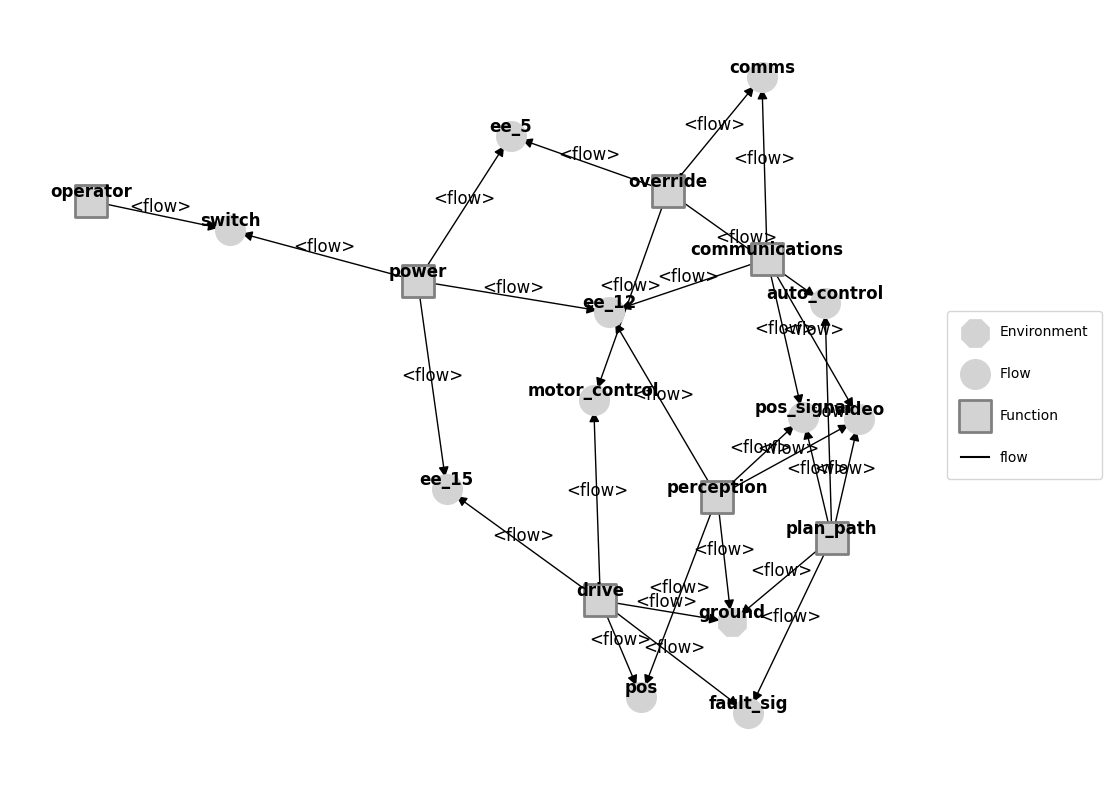 comms
<flow>
ee_5
<flow>
<flow>
override
operator
<flow>
<flow>
switch
<flow>
<flow>
communications
power
<flow>
<flow>
<flow>
auto_control
ee_12
<flow>
<flow>
Environment
Flow
<flow>
motor_control
<flow>
pos_signal
<flow>
video
Function
<flow>
<flow>
flow
<flow>
<flow>
ee_15
perception
<flow>
plan_path
<flow>
<flow>
<flow>
drive
<flow>
<flow>
ground
<flow>
<flow>
<flow>
pos
fault_sig